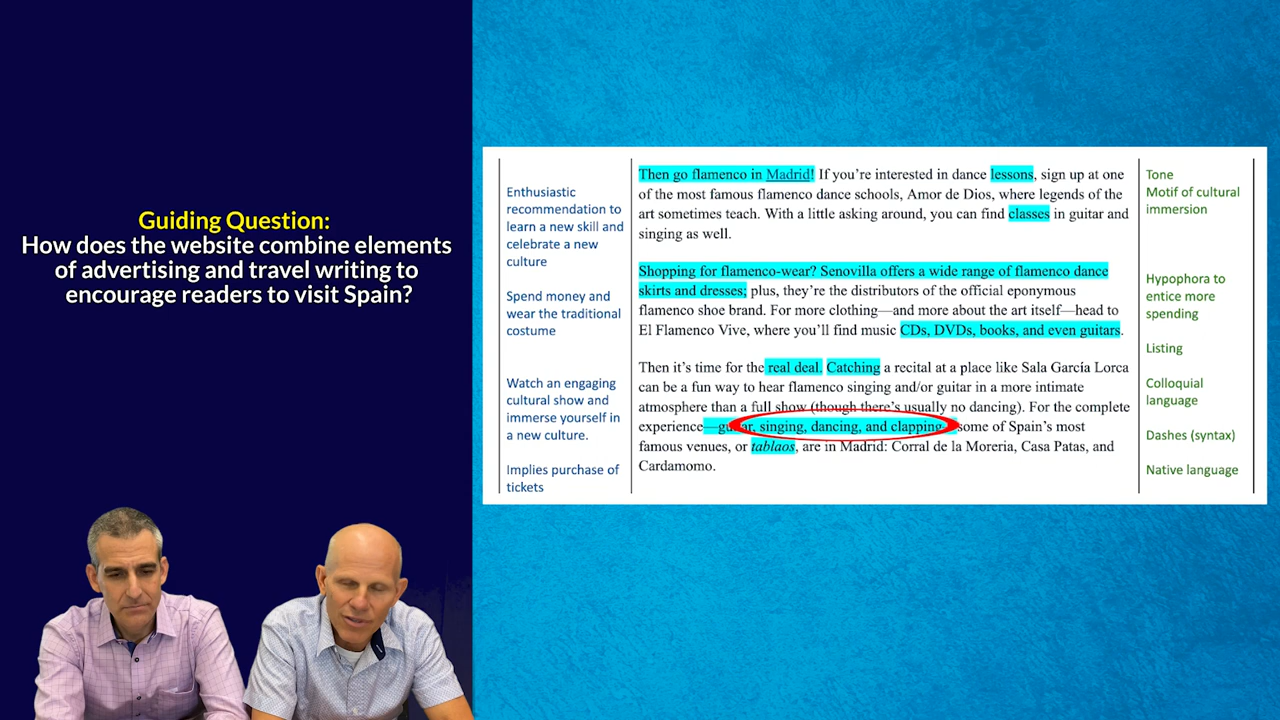 Guiding Question:
How does the website combine elements
of advertising and travel writing to
encourage readers to visit Spain?
Enthusiastic
recommendation to
learn a new skill and
celebrate a new
culture
Spend money and
wear the traditional
costume
Watch an engaging
cultural show and
immerse yourself in
a new culture.
Implies purchase of
tickets
Then go flamenco in Madrid! If you’re interested in dance lessons, sign up at one
of the most famous flamenco dance schools, Amor de Dios, where legends of the
art sometimes teach. With a little asking around, you can find classes in guitar and
singing as well.
Shopping for flamenco-wear? Senovilla offers a wide range of flamenco dance
skirts and dresses; plus, they’re the distributors of the official eponymous
flamenco shoe brand. For more clothing—and more about the art itself—head to
El Flamenco Vive, where you’ll find music CDs, DVDs, books, and even guitars.
Then it’s time for the real deal. Catching a recital at a place like Sala García Lorca
can be a fun way to hear flamenco singing and/or guitar in a more intimate
atmosphere than a full show (though there’s usually no dancing). For the complete
experience—guitar, singing, dancing, and clapping—some of Spain’s most
famous venues, or tablaos, are in Madrid: Corral de la Moreria, Casa Patas, and
Cardamomo.
Tone
Motif of cultural
immersion
Hypophora to
entice more
spending
Listing
Colloquial
language
Dashes (syntax)
Native language